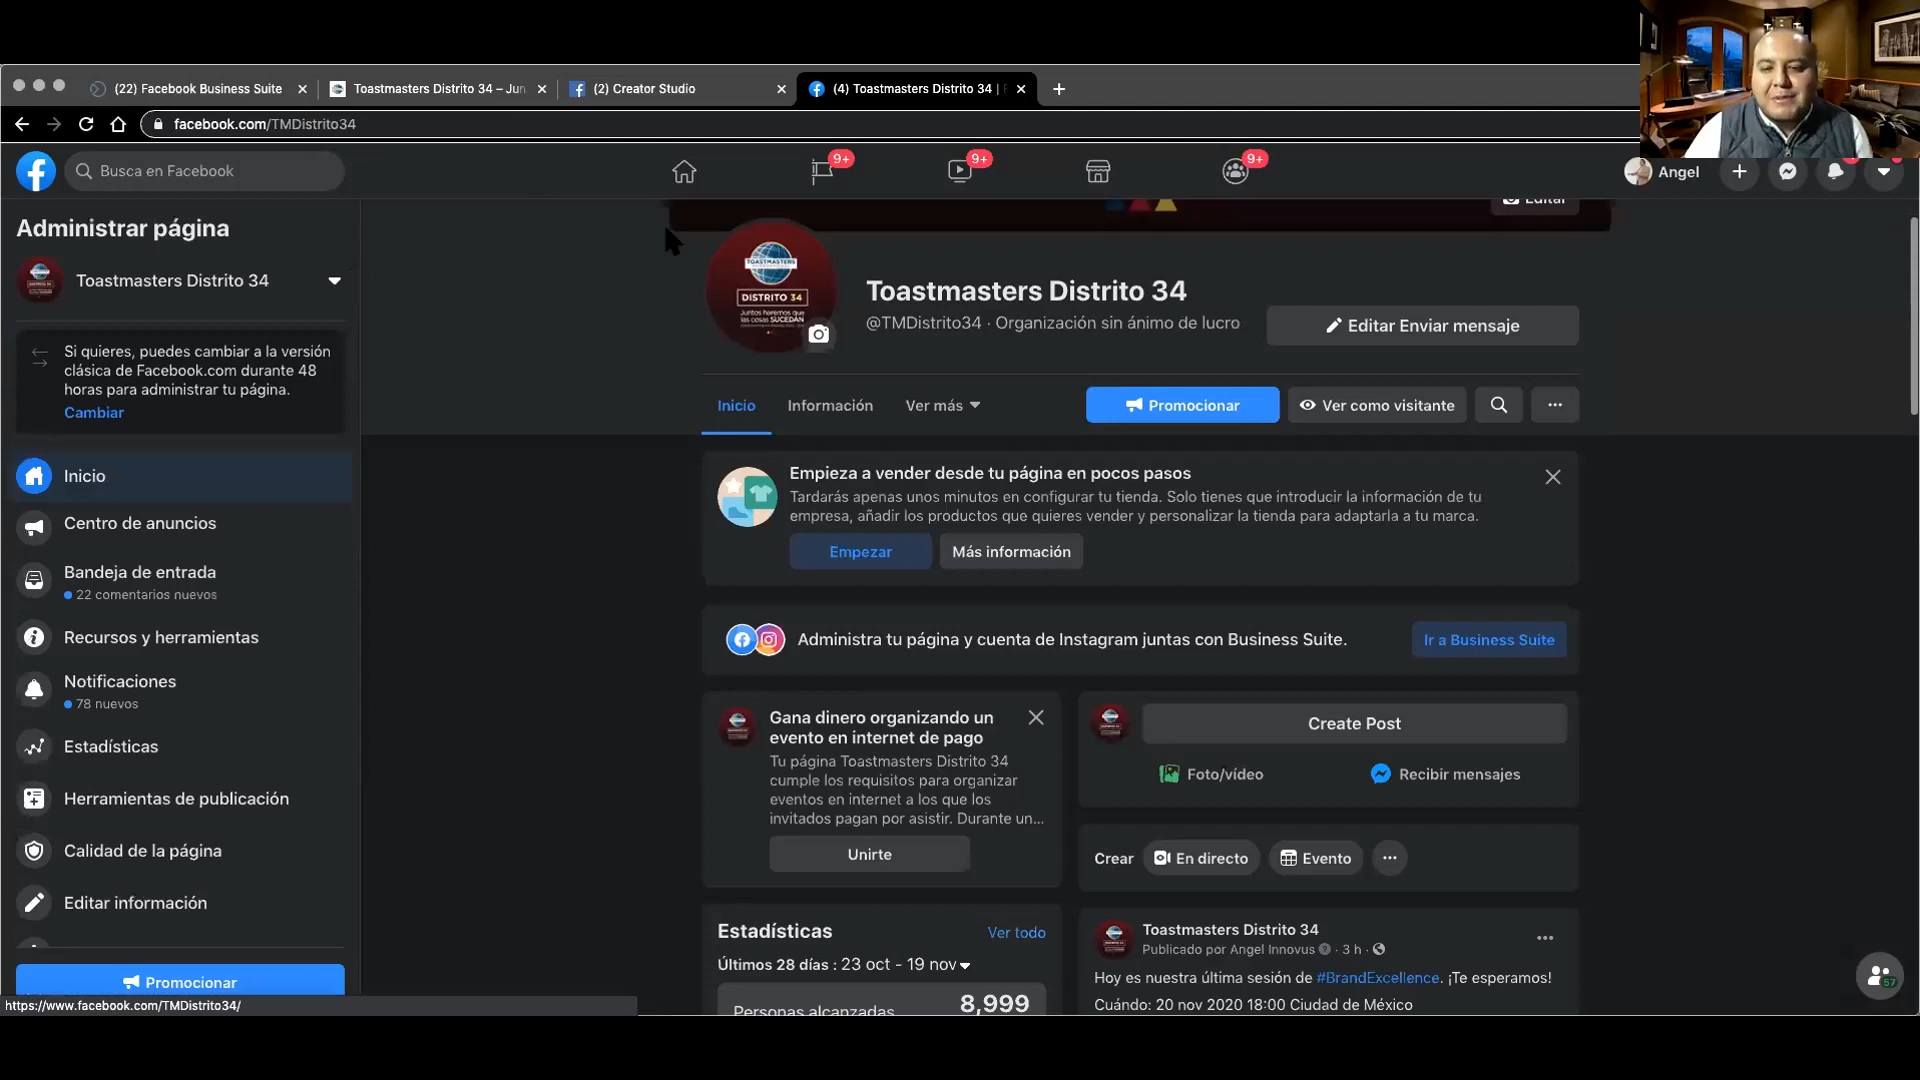 (22) Facebook Business Suite
Toastmasters Distrito 34 – Jun
(2) Creator Studio
(4) Toastmasters Distrito 34 |
facebook.com/TMDistrito34
Busca en Facebook
9+
9+
9+
Angel
Administrar página
Toastmasters Distrito 34
Si quieres, puedes cambiar a la versión
clásica de Facebook.com durante 48
horas para administrar tu página.
Cambiar
Inicio
Centro de anuncios
Bandeja de entrada
22 comentarios nuevos
Recursos y herramientas
Notificaciones
78 nuevos
Estadísticas
Herramientas de publicación
Calidad de la página
Editar información
Promocionar
https://www.facebook.com/TMDistrito34/
Editar
TOASTMASTERS
DISTRITO 34
Juntos haremos que
las cosas SUCEDAN
Toastmasters Distrito 34
@TMDistrito34 · Organización sin ánimo de lucro
Editar Enviar mensaje
Inicio
Información
Ver más
Promocionar
Ver como visitante
Empieza a vender desde tu página en pocos pasos
Tardarás apenas unos minutos en configurar tu tienda. Solo tienes que introducir la información de tu
empresa, añadir los productos que quieres vender y personalizar la tienda para adaptarla a tu marca.
Empezar
Más información
Administra tu página y cuenta de Instagram juntas con Business Suite.
Ir a Business Suite
Gana dinero organizando un
evento en internet de pago
Tu página Toastmasters Distrito 34
cumple los requisitos para organizar
eventos en internet a los que los
invitados pagan por asistir. Durante un...
Unirte
Estadísticas
Ver todo
Últimos 28 días : 23 oct - 19 nov
Personas alcanzadas
8,999
Create Post
Foto/vídeo
Recibir mensajes
Crear
En directo
Evento
Toastmasters Distrito 34
Publicado por Angel Innovus · 3 h ·
Hoy es nuestra última sesión de #BrandExcellence. ¡Te esperamos!
Cuándo: 20 nov 2020 18:00 Ciudad de México
57